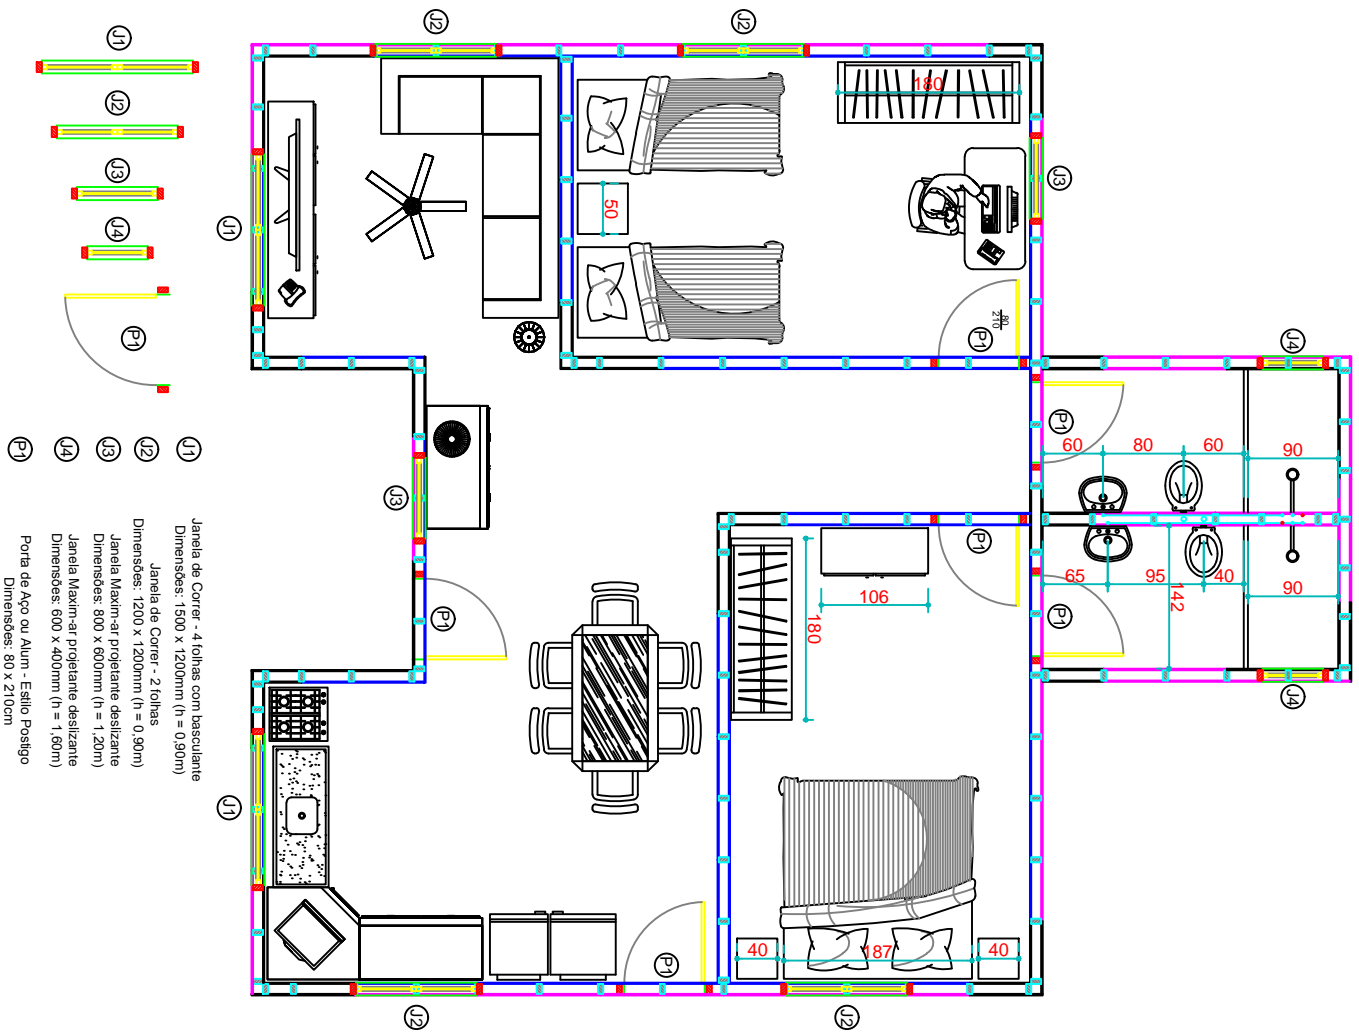 J1
J2
J3
J4
P1
J1
Janela de Correr - 4 folhas com basculante
Dimensões: 1500 x 1200mm (h = 0,90m)
J2
Janela de Correr - 2 folhas
Dimensões: 1200 x 1200mm (h = 0,90m)
J3
Janela Maxim-ar projetante deslizante
Dimensões: 800 x 600mm (h = 1,20m)
J4
Janela Maxim-ar projetante deslizante
Dimensões: 600 x 400mm (h = 1,60m)
P1
Porta de Aço ou Alum - Estilo Postigo
Dimensões: 80 x 210cm
J2
J2
180
J3
50
J1
80
210
P1
J4
P1
60
80
60
90
J3
P1
65
95
40
142
90
106
180
P1
P1
J4
J1
40
187
40
P1
J2
J2